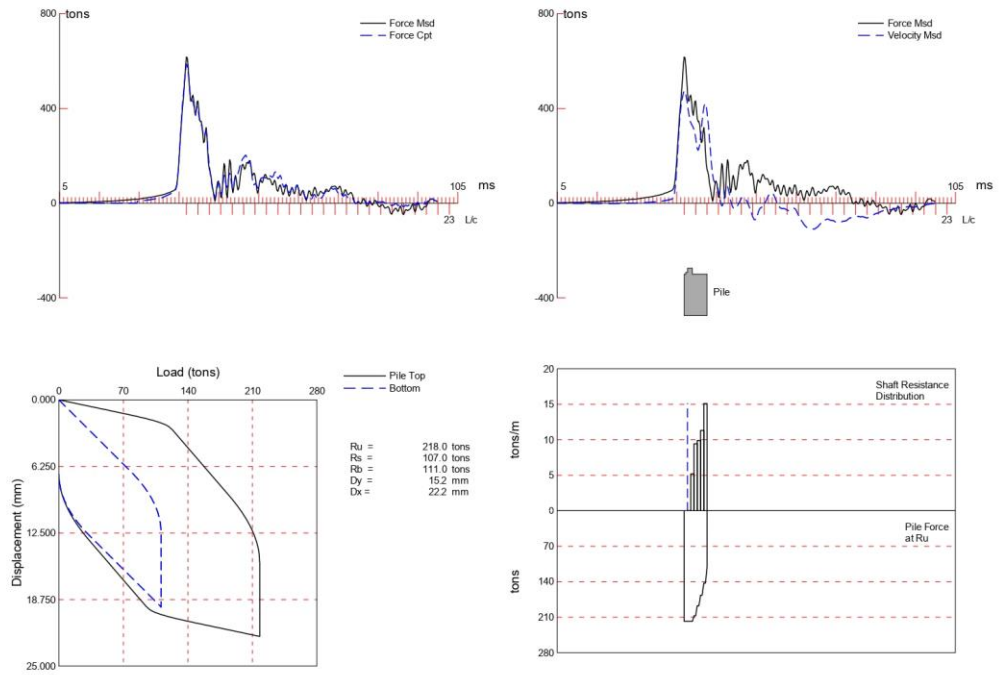 800 tons
Force Msd
Force Cpt
400
5
105 ms
0
L/c
23
-400
800 tons
Force Msd
Velocity Msd
400
5
105 ms
0
L/c
23
-400
Pile
Load (tons)
0 70 140 210 280
0.000
6.250
12.500
18.750
25.000
Displacement (mm)
Pile Top
Bottom
Ru = 218.0 tons
Rs = 107.0 tons
Rb = 111.0 tons
Dy = 15.2 mm
Dx = 22.2 mm
20
15
10
5
0
70
140
210
280
tons/m
tons
Shaft Resistance
Distribution
Pile Force
at Ru